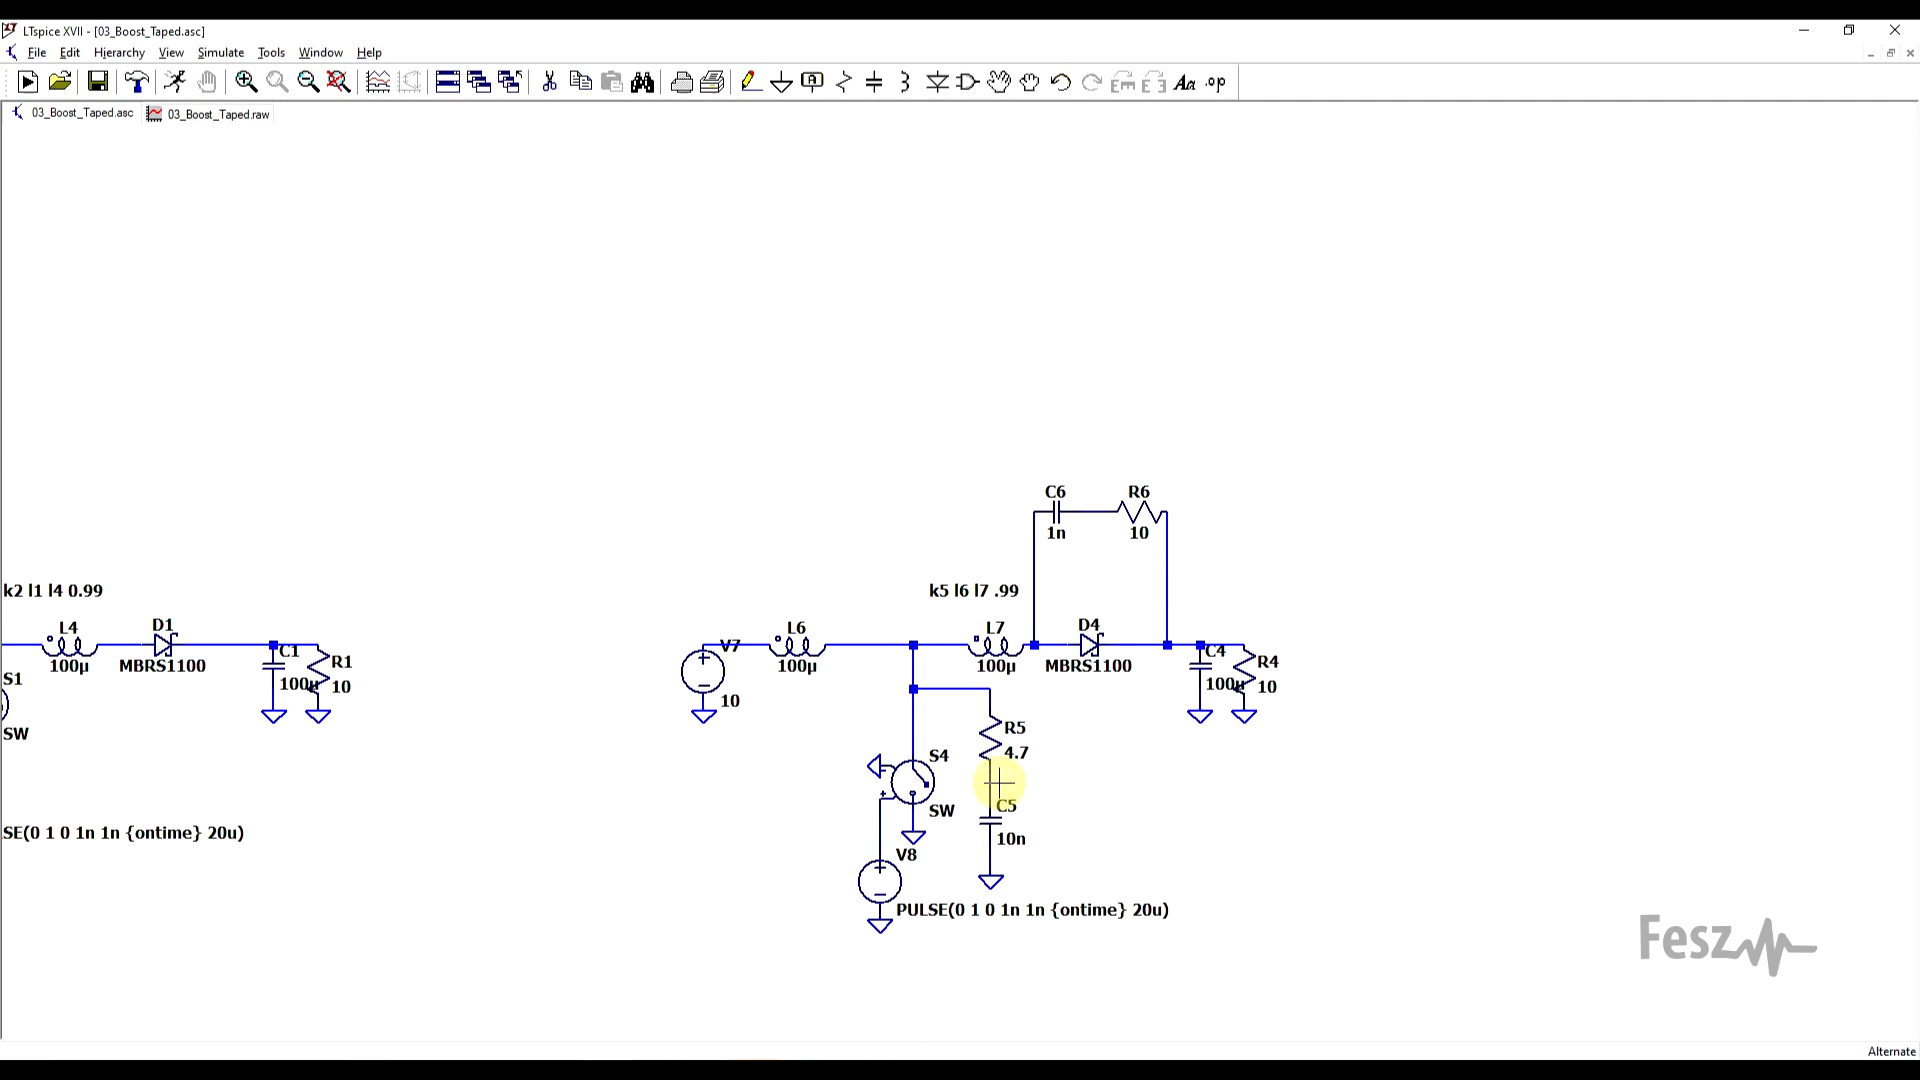 LTspice XVII - [03_Boost_Taped.asc]
File Edit Hierarchy View Simulate Tools Window Help
Aa .op
03_Boost_Taped.asc 03_Boost_Taped.raw
C6 R6
1n 10
k2 l1 l4 0.99
k5 l6 l7 .99
L4 D1
L6 L7 D4
V7
C1
C4
100µ MBRS1100
R1
100µ 100µ MBRS1100
R4
S1
100µ 10
10
100µ 10
R5
SW
4.7
S4
C5
SW
SE(0 1 0 1n 1n {ontime} 20u)
10n
V8
PULSE(0 1 0 1n 1n {ontime} 20u)
Fesz
Alternate